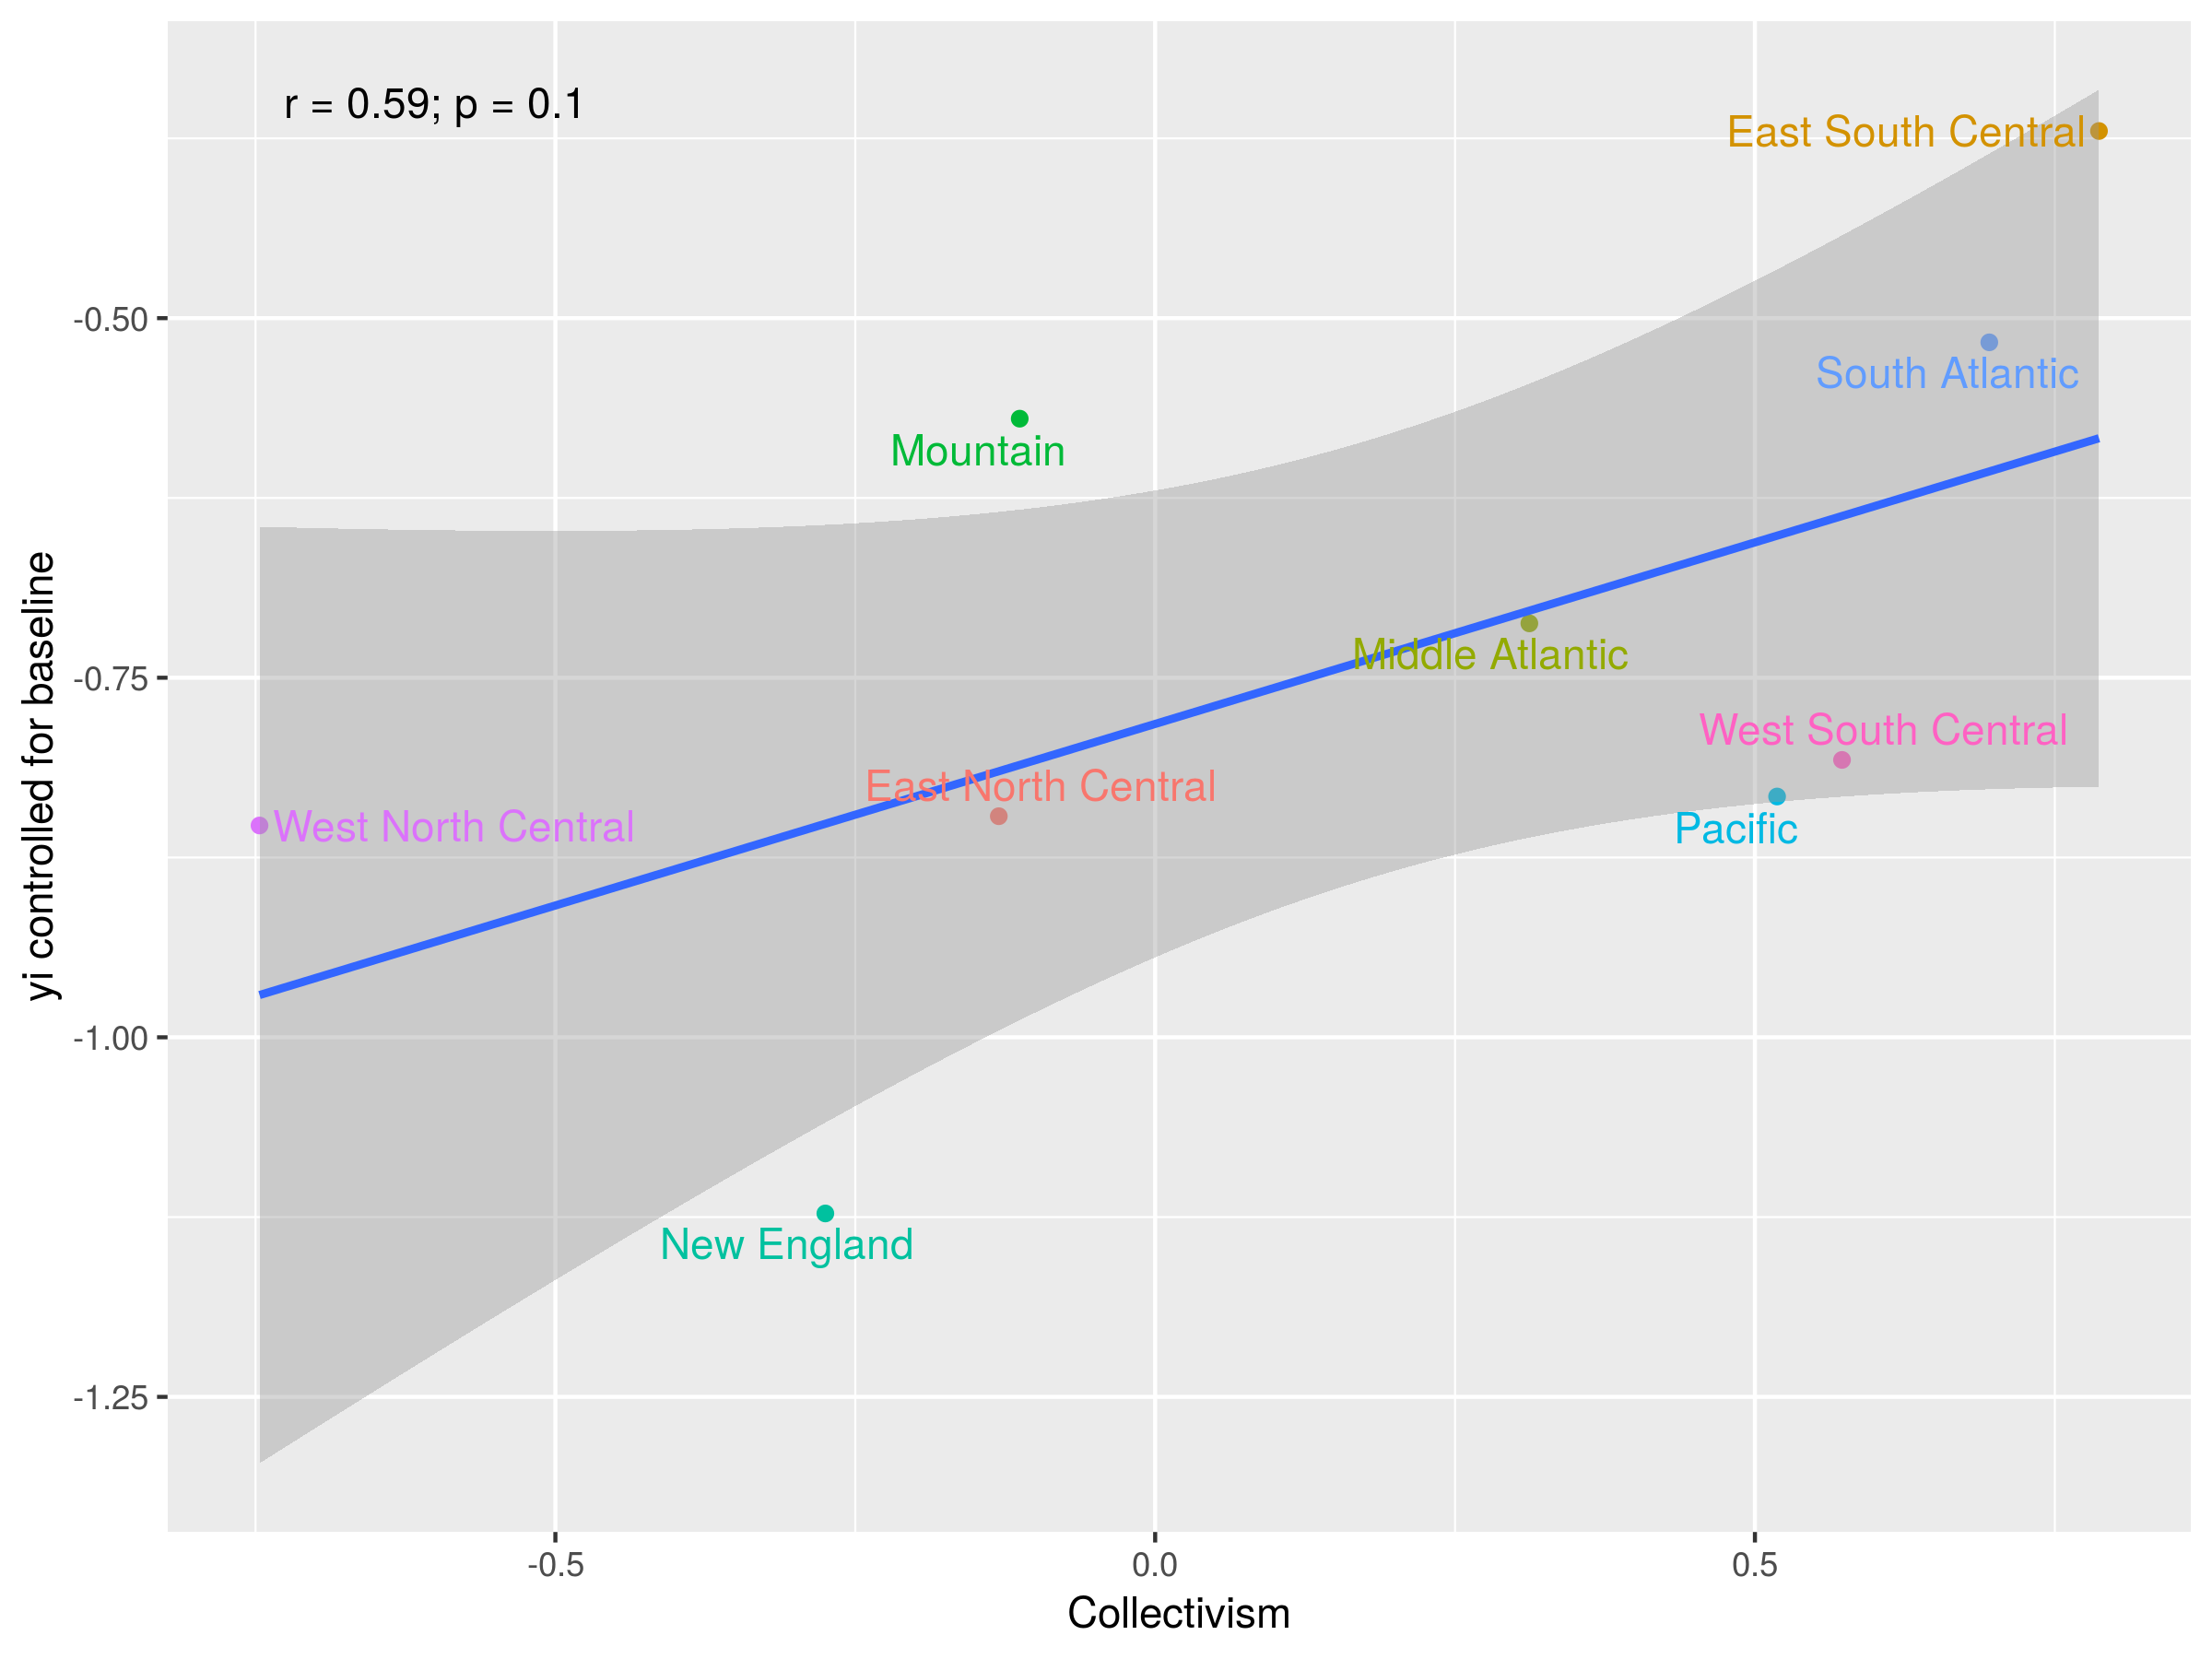 r = 0.59; p = 0.1
East South Central
South Atlantic
Mountain
Middle Atlantic
West South Central
East North Central
West North Central
Pacific
New England
-0.50
-0.75
-1.00
-1.25
yi controlled for baseline
-0.5
0.0
0.5
Collectivism